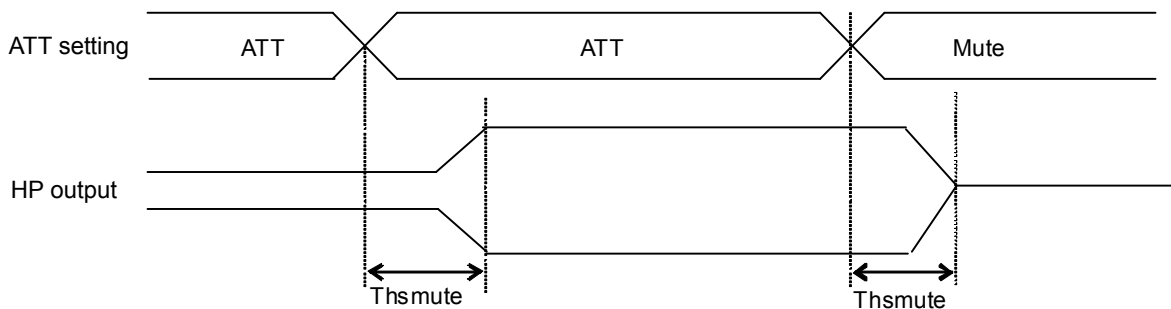 ATT setting
ATT
ATT
Mute
HP output
Thsmute
Thsmute